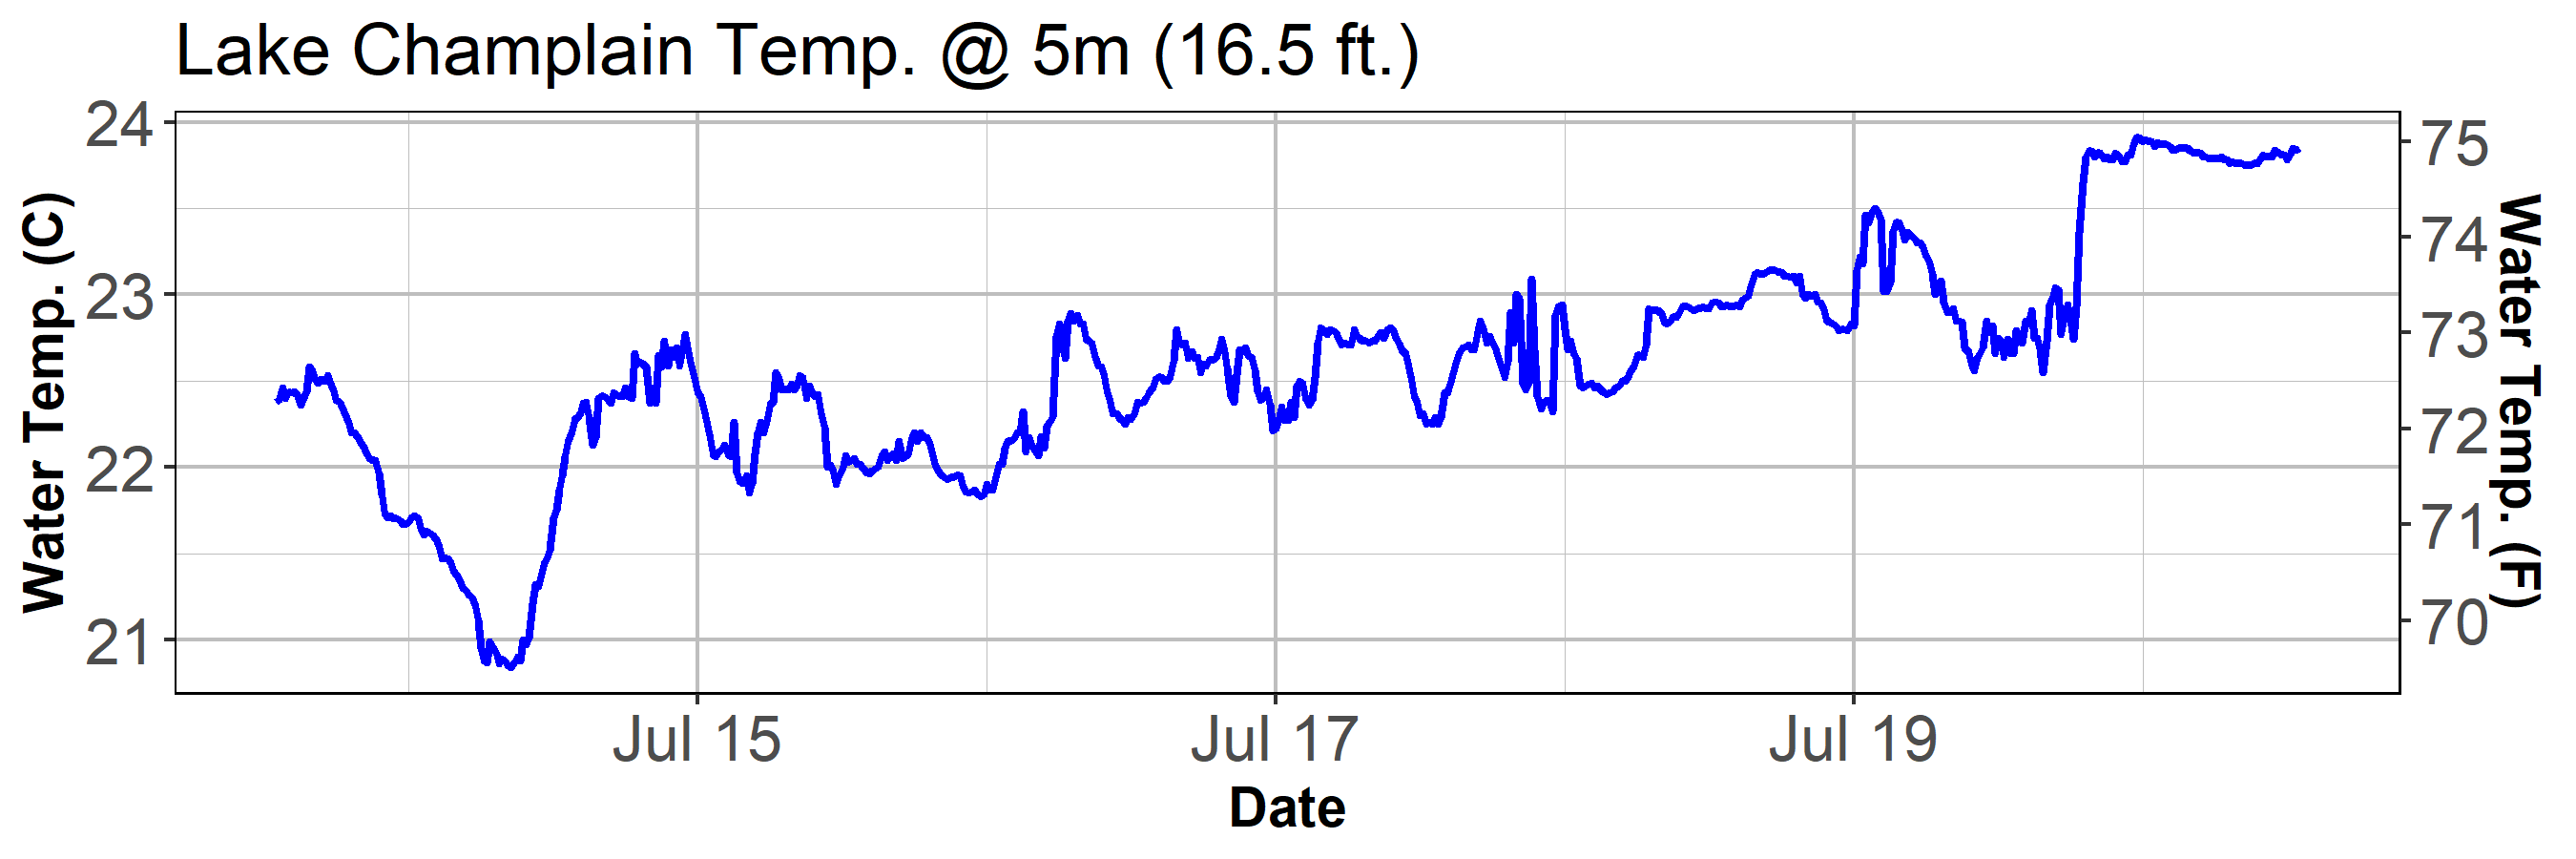 Lake Champlain Temp. @ 5m (16.5 ft.)
Water Temp. (C)
24
23
22
21
75
74
73
72
71
70
Water Temp. (F)
Jul 15 Jul 17 Jul 19
Date